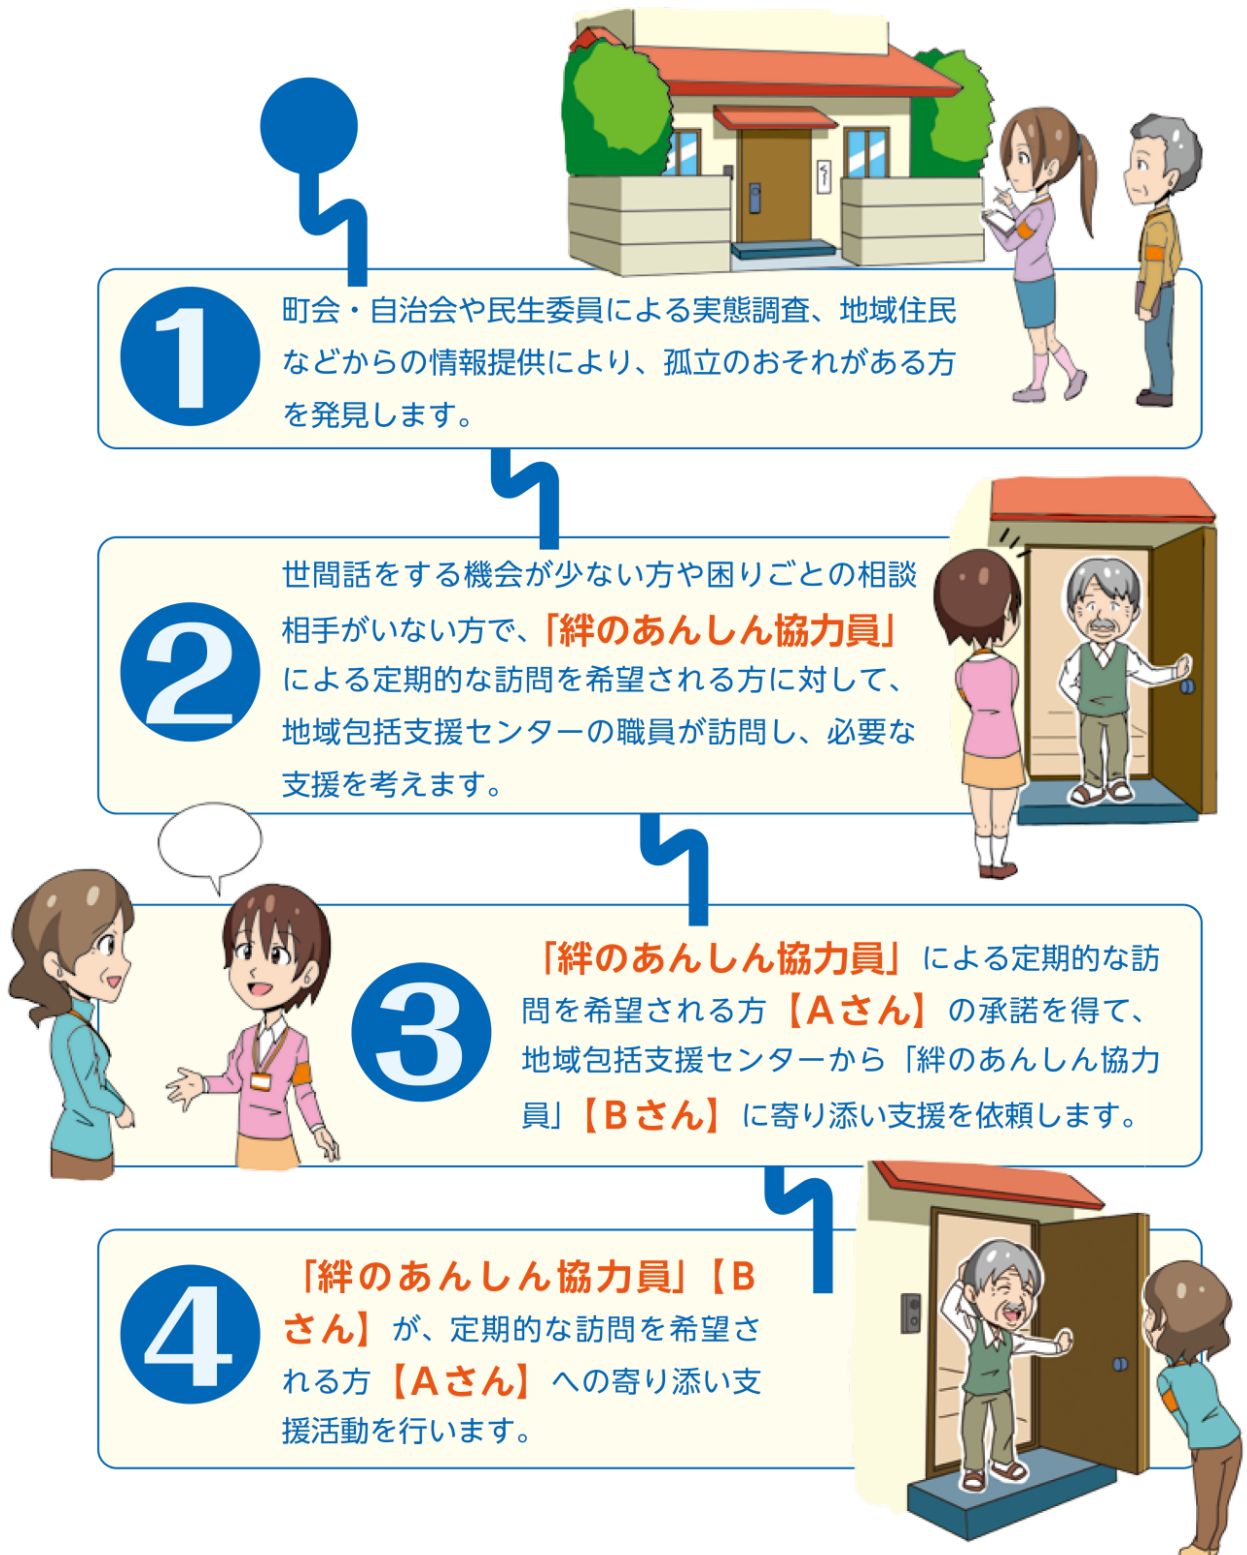 1
町会・自治会や民生委員による実態調査、地域住民
などからの情報提供により、孤立のおそれがある方
を発見します。
2
世間話をする機会が少ない方や困りごとの相談
相手がいない方で、「絆のあんしん協力員」
による定期的な訪問を希望される方に対して、
地域包括支援センターの職員が訪問し、必要な
支援を考えます。
3
「絆のあんしん協力員」による定期的な訪
問を希望される方【Aさん】の承諾を得て、
地域包括支援センターから「絆のあんしん協力
員」【Bさん】に寄り添い支援を依頼します。
4
「絆のあんしん協力員」【B
さん】が、定期的な訪問を希望さ
れる方【Aさん】への寄り添い支
援活動を行います。